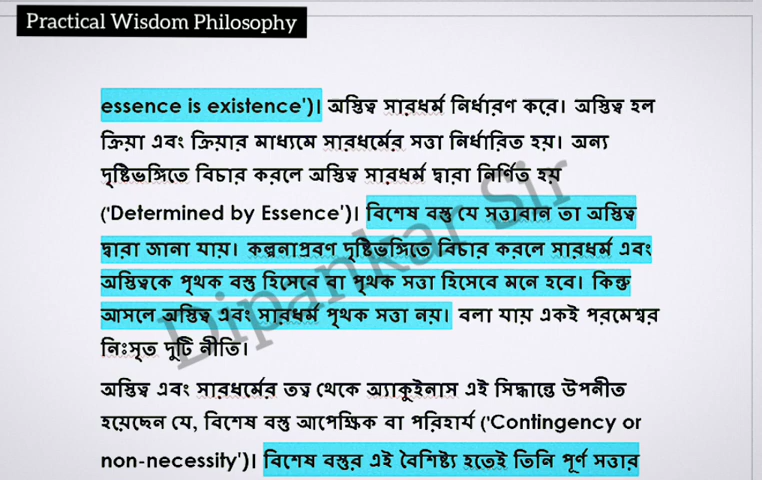 Practical Wisdom Philosophy
essence is existence')। অস্তিত্ব সারধর্ম নির্ধারণ করে। অস্তিত্ব হল
ক্রিয়া এবং ক্রিয়ার মাধ্যমে সারধর্মের সত্তা নির্ধারিত হয়। অন্য
দৃষ্টিভঙ্গিতে বিচার করলে অস্তিত্ব সারধর্ম দ্বারা নির্ণিত হয়
('Determined by Essence')। বিশেষ বস্তু যে সত্তাবান তা অস্তিত্ব
দ্বারা জানা যায়। কল্পনাপ্রবণ দৃষ্টিভঙ্গিতে বিচার করলে সারধর্ম এবং
অস্তিত্বকে পৃথক বস্তু হিসেবে বা পৃথক সত্তা হিসেবে মনে হবে। কিন্তু
আসলে অস্তিত্ব এবং সারধর্ম পৃথক সত্তা নয়। বলা যায় একই পরমেশ্বর
নিঃসৃত দুটি নীতি।
অস্তিত্ব এবং সারধর্মের তত্ব থেকে অ্যাকুইনাস এই সিদ্ধান্তে উপনীত
হয়েছেন যে, বিশেষ বস্তু আপেক্ষিক বা পরিহার্য ('Contingency or
non-necessity')। বিশেষ বস্তুর এই বৈশিষ্ট্য হতেই তিনি পূর্ণ সত্তার
Dipankar Sir